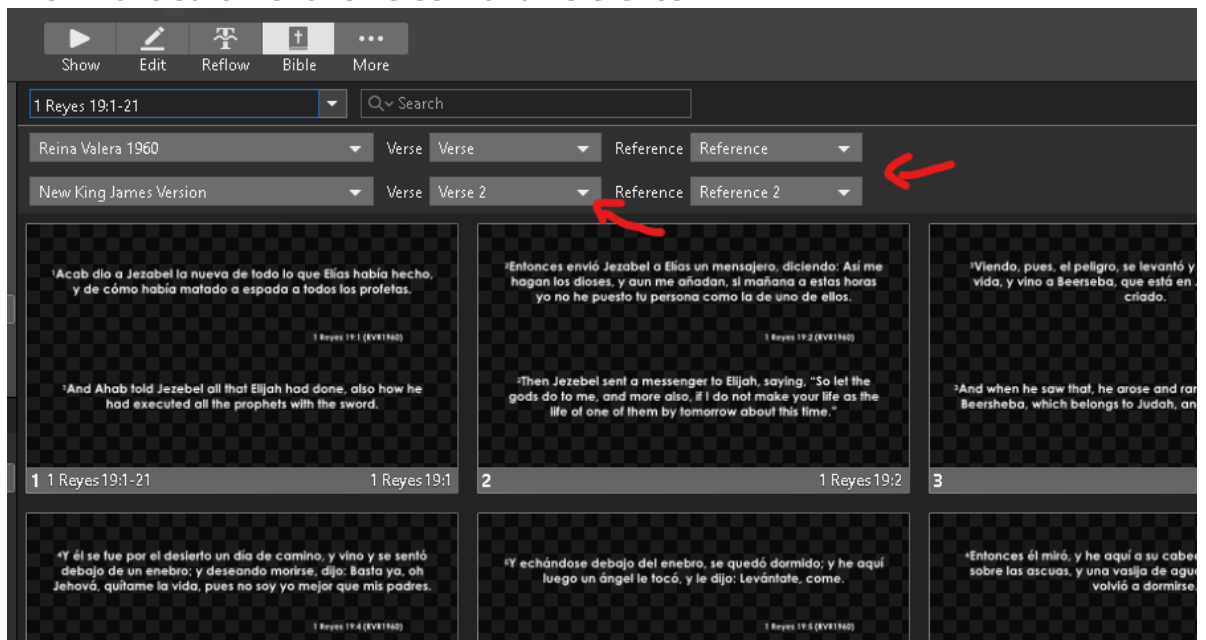 Show Edit Reflow Bible More
1 Reyes 19:1-21 Search
Reina Valera 1960 Verse Verse Reference Reference
New King James Version Verse Verse 2 Reference Reference 2
¹Acab dio a Jezabel la nueva de todo lo que Elías había hecho,
y de cómo había matado a espada a todos los profetas.
1 Reyes 19:1 (RVR1960)
¹And Ahab told Jezebel all that Elijah had done, also how he
had executed all the prophets with the sword.
1 1 Reyes 19:1-21 1 Reyes 19:1
²Entonces envió Jezabel a Elías un mensajero, diciendo: Así me
hagan los dioses, y aun me añadan, si mañana a estas horas
yo no he puesto tu persona como la de uno de ellos.
1 Reyes 19:2 (RVR1960)
²Then Jezebel sent a messenger to Elijah, saying, “So let the
gods do to me, and more also, if I do not make your life as the
life of one of them by tomorrow about this time.”
2 1 Reyes 19:2
³Viendo, pues, el peligro, se levantó y
vida, y vino a Beerseba, que está en
criado.
³And when he saw that, he arose and ran
Beersheba, which belongs to Judah, an
3
⁴Y él se fue por el desierto un día de camino, y vino y se sentó
debajo de un enebro; y deseando morirse, dijo: Basta ya, oh
Jehová, quítame la vida, pues no soy yo mejor que mis padres.
1 Reyes 19:4 (RVR1960)
⁵Y echándose debajo del enebro, se quedó dormido; y he aquí
luego un ángel le tocó, y le dijo: Levántate, come.
1 Reyes 19:5 (RVR1960)
⁶Entonces él miró, y he aquí a su cabe
sobre las ascuas, y una vasija de agu
volvió a dormirse